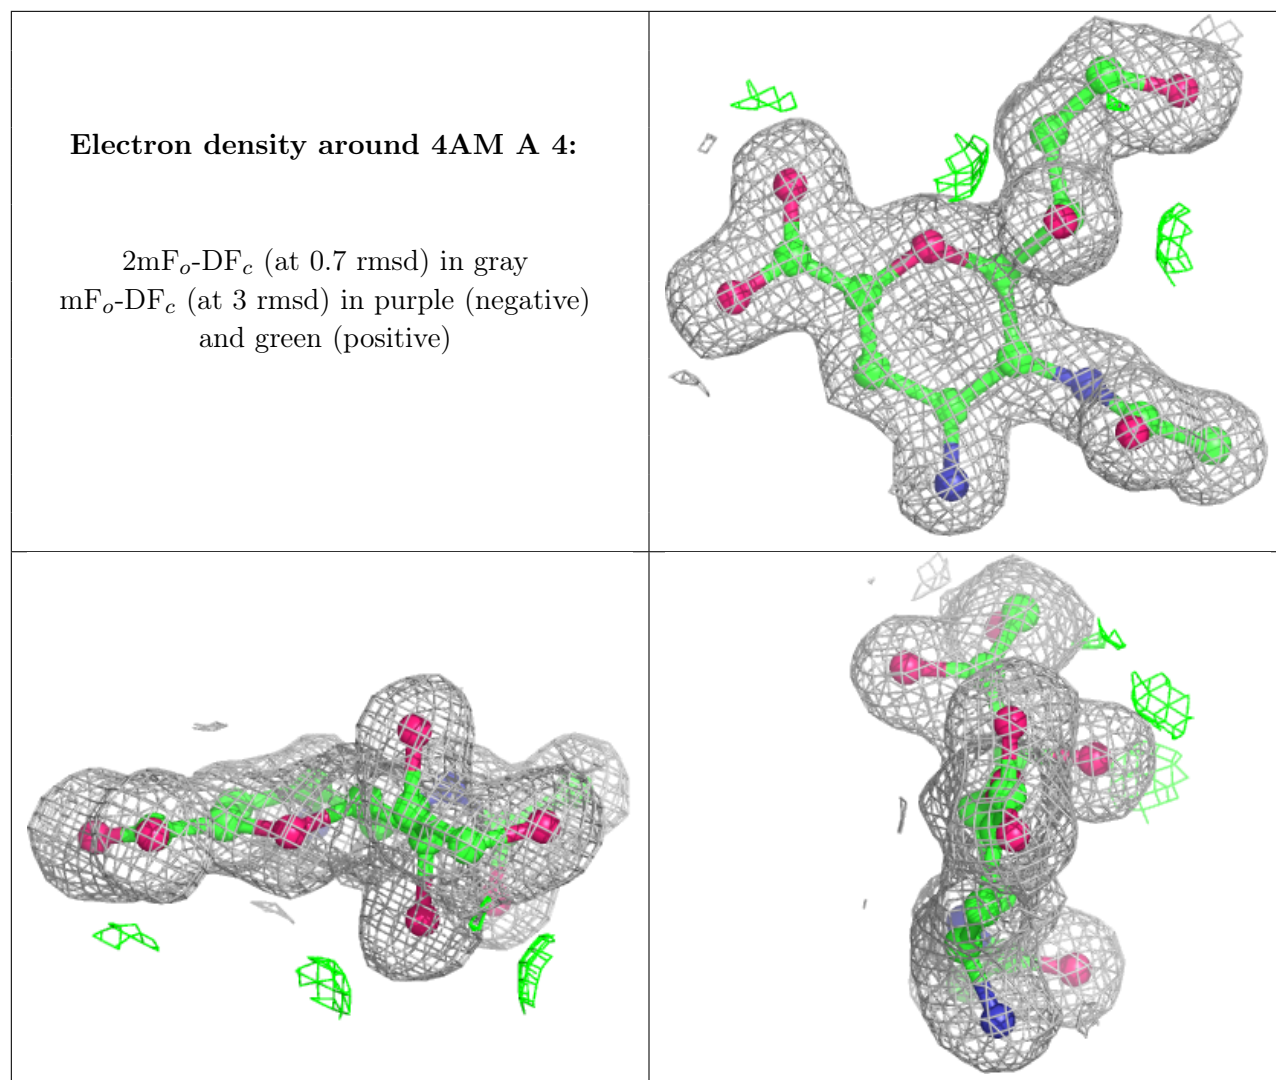 Electron density around 4AM A 4:
2mFo-DFc (at 0.7 rmsd) in gray
mFo-DFc (at 3 rmsd) in purple (negative)
and green (positive)